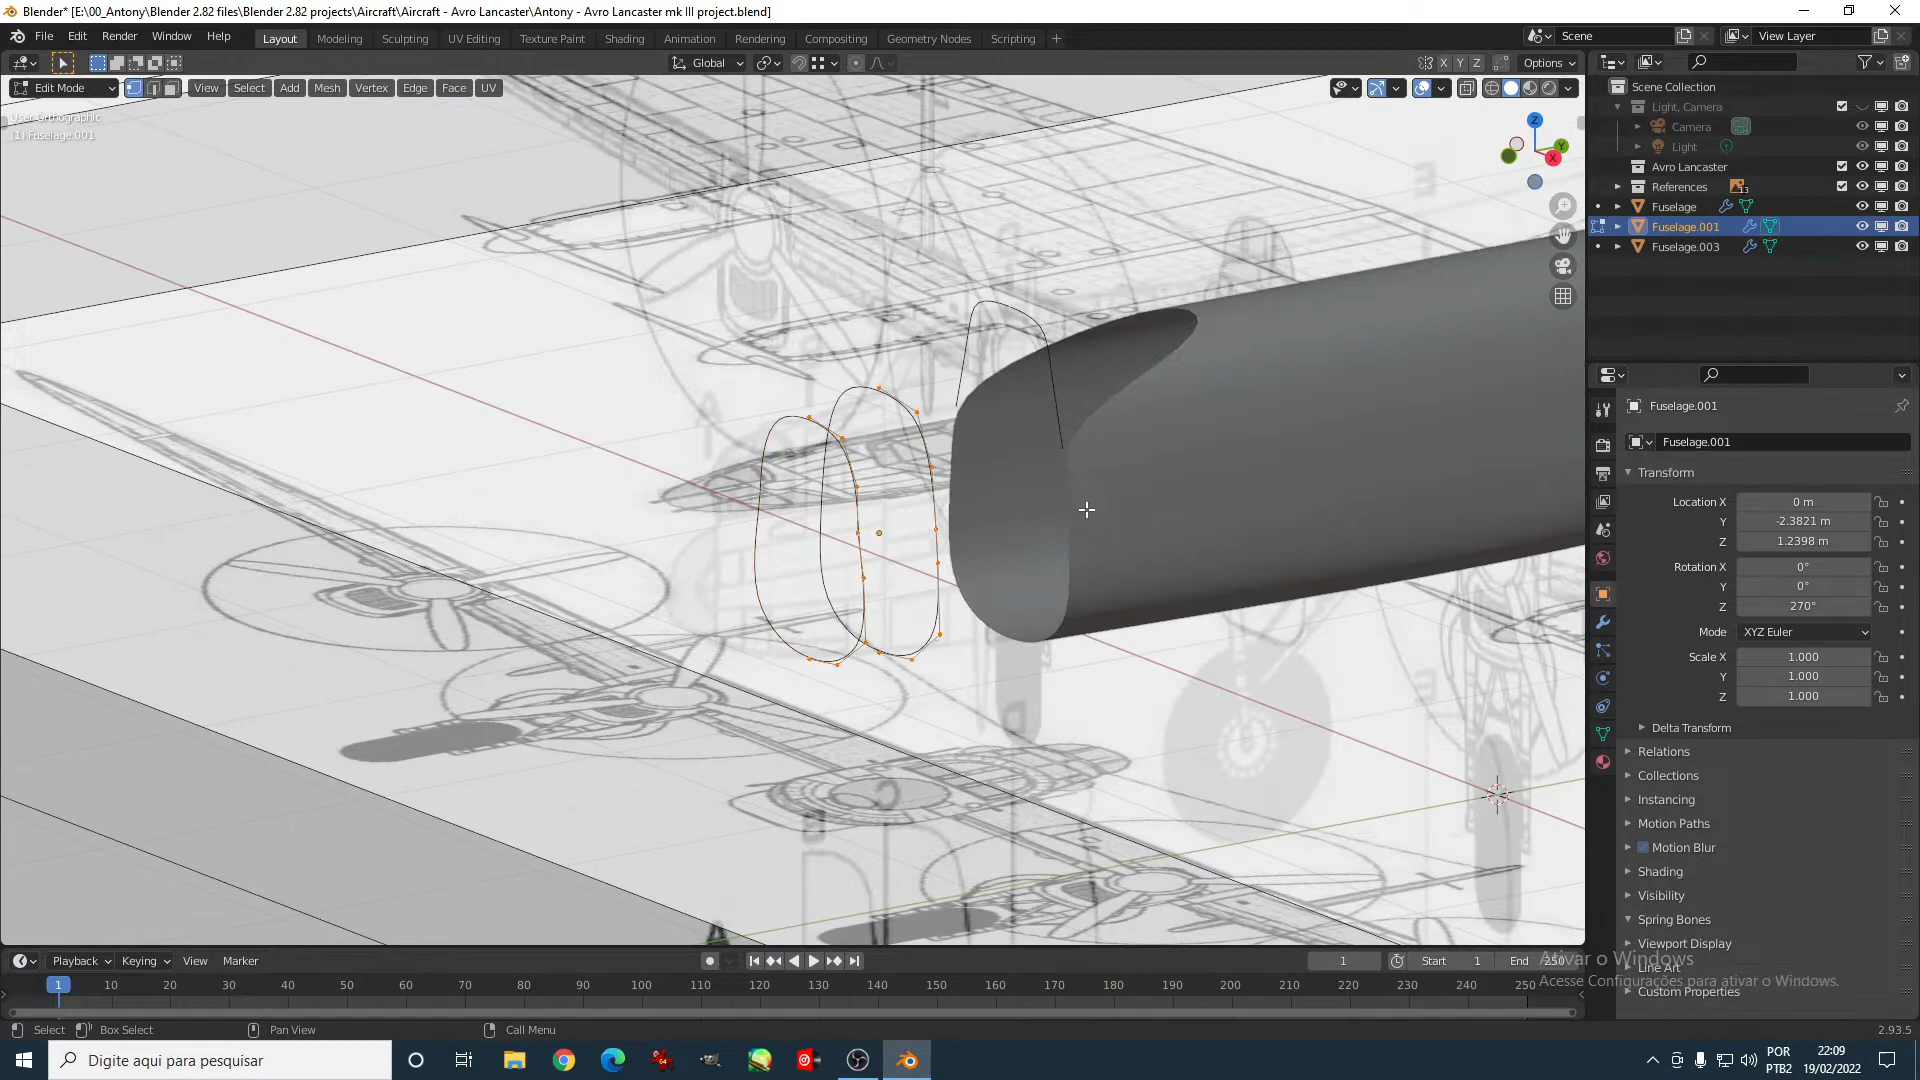 Blender* [E:\00_Antony\Blender 2.82 files\Blender 2.82 projects\Aircraft\Aircraft - Avro Lancaster\Antony - Avro Lancaster mk III project.blend]
File Edit Render Window Help Layout Modeling Sculpting UV Editing Texture Paint Shading Animation Rendering Compositing Geometry Nodes Scripting + Scene View Layer
Global X Y Z Options
Edit Mode View Select Add Mesh Vertex Edge Face UV
User Orthographic
(1) Fuselage.001
Z
Y
X
Scene Collection
Light, Camera
Camera
Light
Avro Lancaster
References 13
Fuselage
Fuselage.001
Fuselage.003
Fuselage.001
Fuselage.001
Transform
Location X 0 m
Y -2.3821 m
Z 1.2398 m
Rotation X 0°
Y 0°
Z 270°
Mode XYZ Euler
Scale X 1.000
Y 1.000
Z 1.000
Delta Transform
Relations
Collections
Instancing
Motion Paths
Motion Blur
Shading
Visibility
Spring Bones
Viewport Display
Line Art
Custom Properties
Ativar o Windows
Acesse Configurações para ativar o Windows.
Playback Keying View Marker 1 Start 1 End 250
1 10 20 30 40 50 60 70 80 90 100 110 120 130 140 150 160 170 180 190 200 210 220 230 240 250
Select Box Select Pan View Call Menu 2.93.5
Digite aqui para pesquisar
POR
PTB2
22:09
19/02/2022